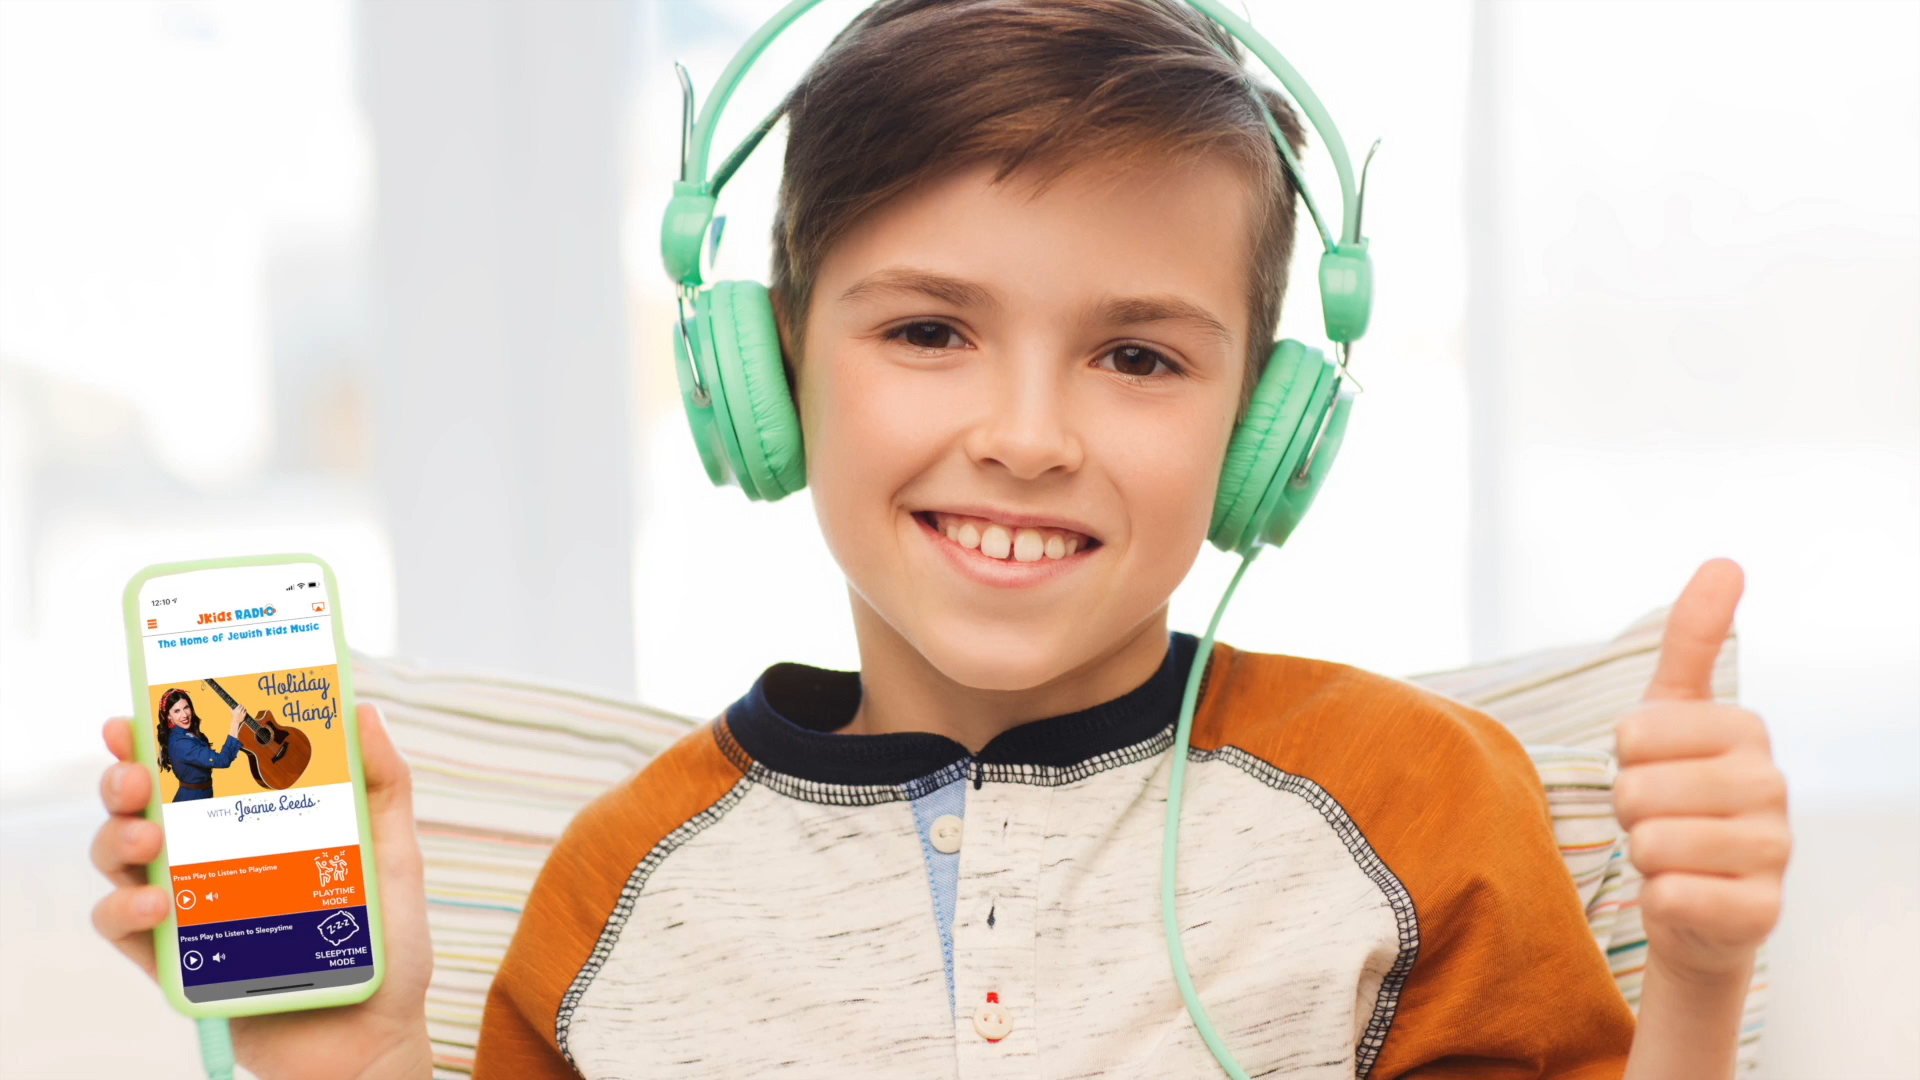 12:10
JKids RADIO
The Home of Jewish Kids Music
Holiday
Hang!
WITH Joanie Leeds
Press Play to Listen to Playtime
PLAYTIME
MODE
Press Play to Listen to Sleepytime
Z-Z-Z
SLEEPYTIME
MODE